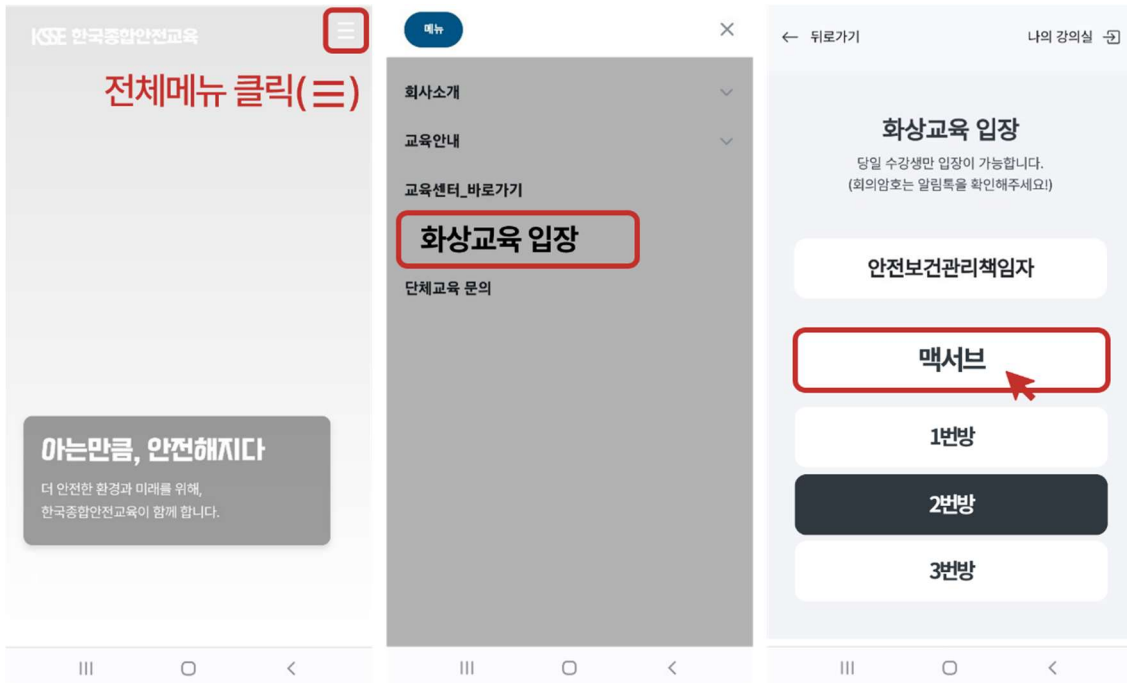 KSSE 한국종합안전교육
전체메뉴 클릭(☰)
아는만큼, 안전해지다
더 안전한 환경과 미래를 위해,
한국종합안전교육이 함께 합니다.
메뉴
회사소개
교육안내
교육센터_바로가기
화상교육 입장
단체교육 문의
← 뒤로가기
나의 강의실
화상교육 입장
당일 수강생만 입장이 가능합니다.
(회의암호는 알림톡을 확인해주세요!)
안전보건관리책임자
맥서브
1번방
2번방
3번방